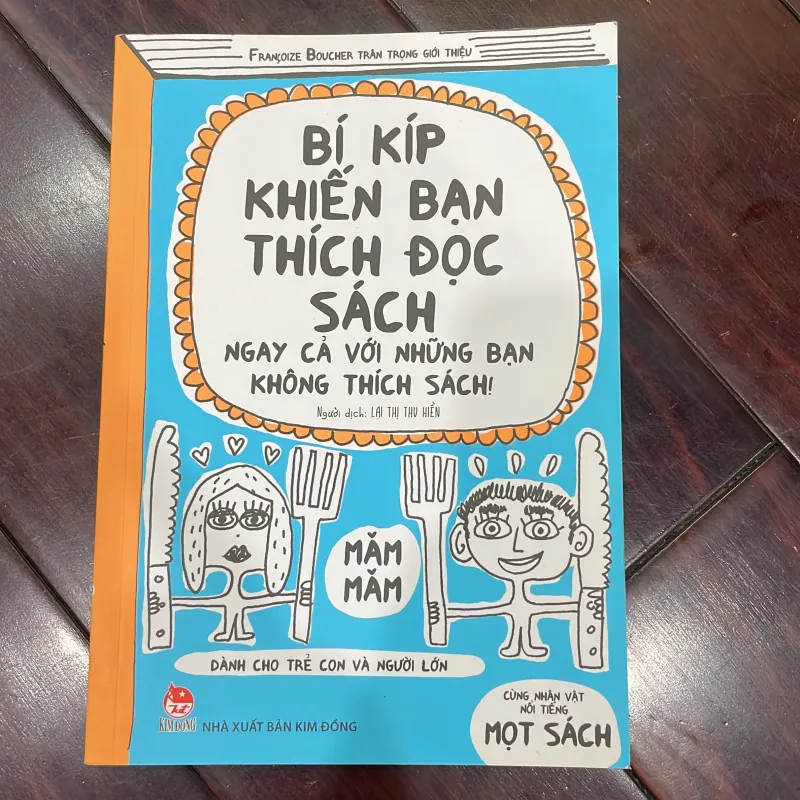 Françoize Boucher trân trọng giới thiệu
BÍ KÍP
KHIẾN BẠN
THÍCH ĐỌC
SÁCH
NGAY CẢ VỚI NHỮNG BẠN
KHÔNG THÍCH SÁCH!
Người dịch: LẠI THỊ THU HIỀN
MĂM
MĂM
DÀNH CHO TRẺ CON VÀ NGƯỜI LỚN
CÙNG NHÂN VẬT
NỔI TIẾNG
MỌT SÁCH
KIM ĐỒNG
NHÀ XUẤT BẢN KIM ĐỒNG